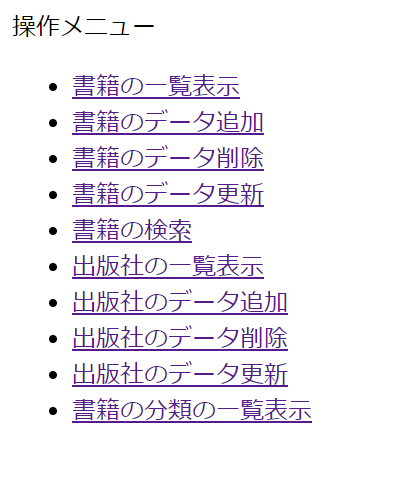 操作メニュー
書籍の一覧表示
書籍のデータ追加
書籍のデータ削除
書籍のデータ更新
書籍の検索
出版社の一覧表示
出版社のデータ追加
出版社のデータ削除
出版社のデータ更新
書籍の分類の一覧表示